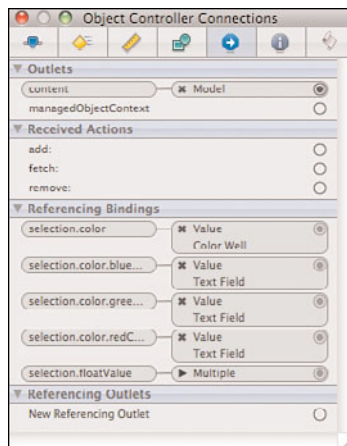 Object Controller Connections
Outlets
content Model
managedObjectContext
Received Actions
add:
fetch:
remove:
Referencing Bindings
selection.color Value
Color Well
selection.color.blue... Value
Text Field
selection.color.gree... Value
Text Field
selection.color.redC... Value
Text Field
selection.floatValue Multiple
Referencing Outlets
New Referencing Outlet